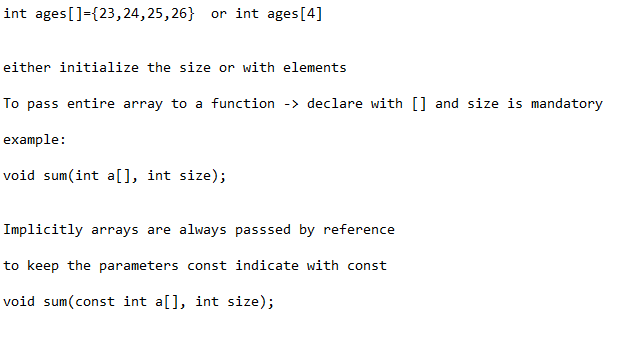 int ages[]={23,24,25,26}  or int ages[4]
either initialize the size or with elements
To pass entire array to a function -> declare with [] and size is mandatory
example:
void sum(int a[], int size);
Implicitly arrays are always passsed by reference
to keep the parameters const indicate with const
void sum(const int a[], int size);